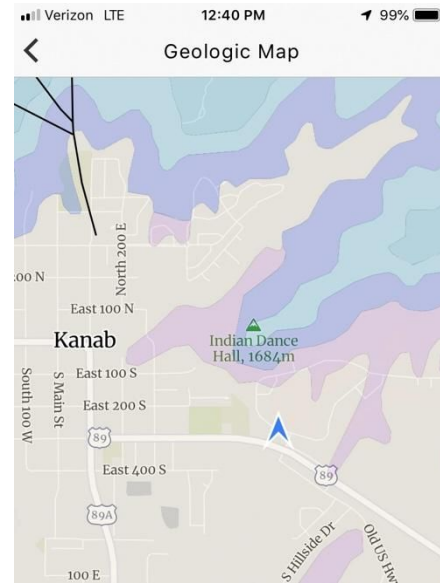 Verizon LTE 12:40 PM 99%
Geologic Map
North 200 E
00 N
East 100 N
Kanab
Indian Dance
Hall, 1684m
South 100 W
S Main St
East 100 S
East 200 S
89
89
East 400 S
89A
S Hillside Dr
Old US Hw
100 E